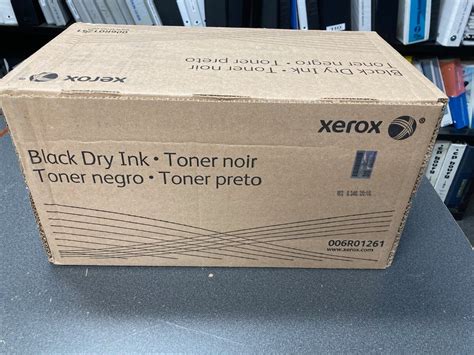 006R01261
Black Dry Ink • Toner noir
Toner negro • Toner preto
xerox
xerox
Black Dry Ink • Toner noir
Toner negro • Toner preto
006R01261
www.xerox.com